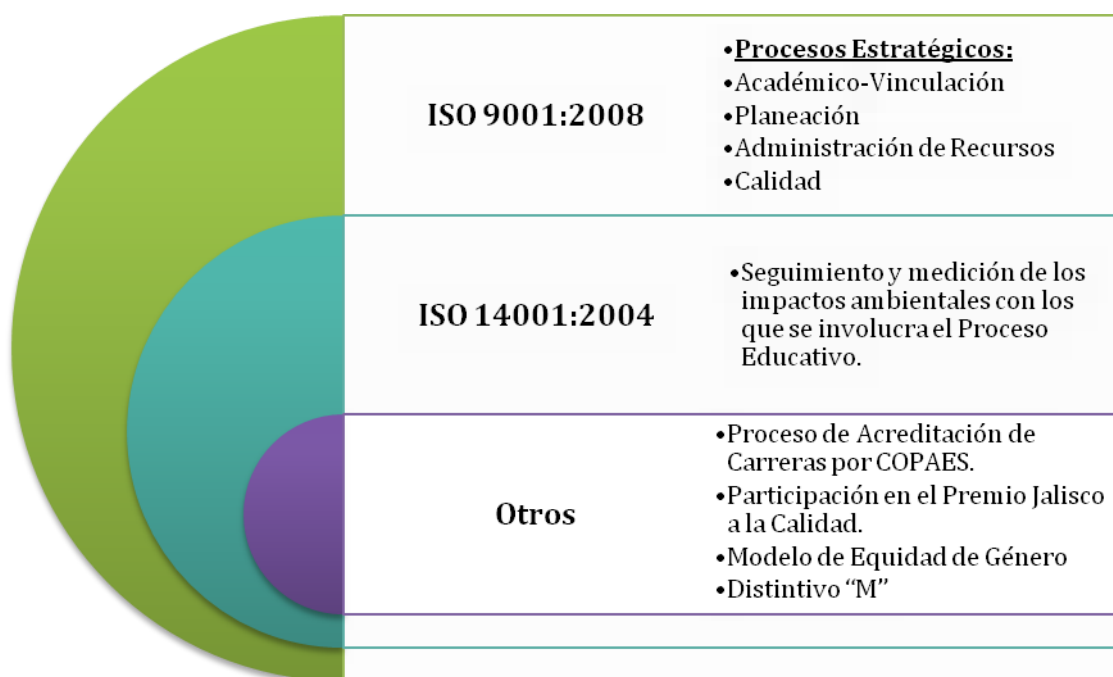 ISO 9001:2008
•Procesos Estratégicos:
•Académico-Vinculación
•Planeación
•Administración de Recursos
•Calidad
ISO 14001:2004
•Seguimiento y medición de los
impactos ambientales con los
que se involucra el Proceso
Educativo.
Otros
•Proceso de Acreditación de
Carreras por COPAES.
•Participación en el Premio Jalisco
a la Calidad.
•Modelo de Equidad de Género
•Distintivo “M”